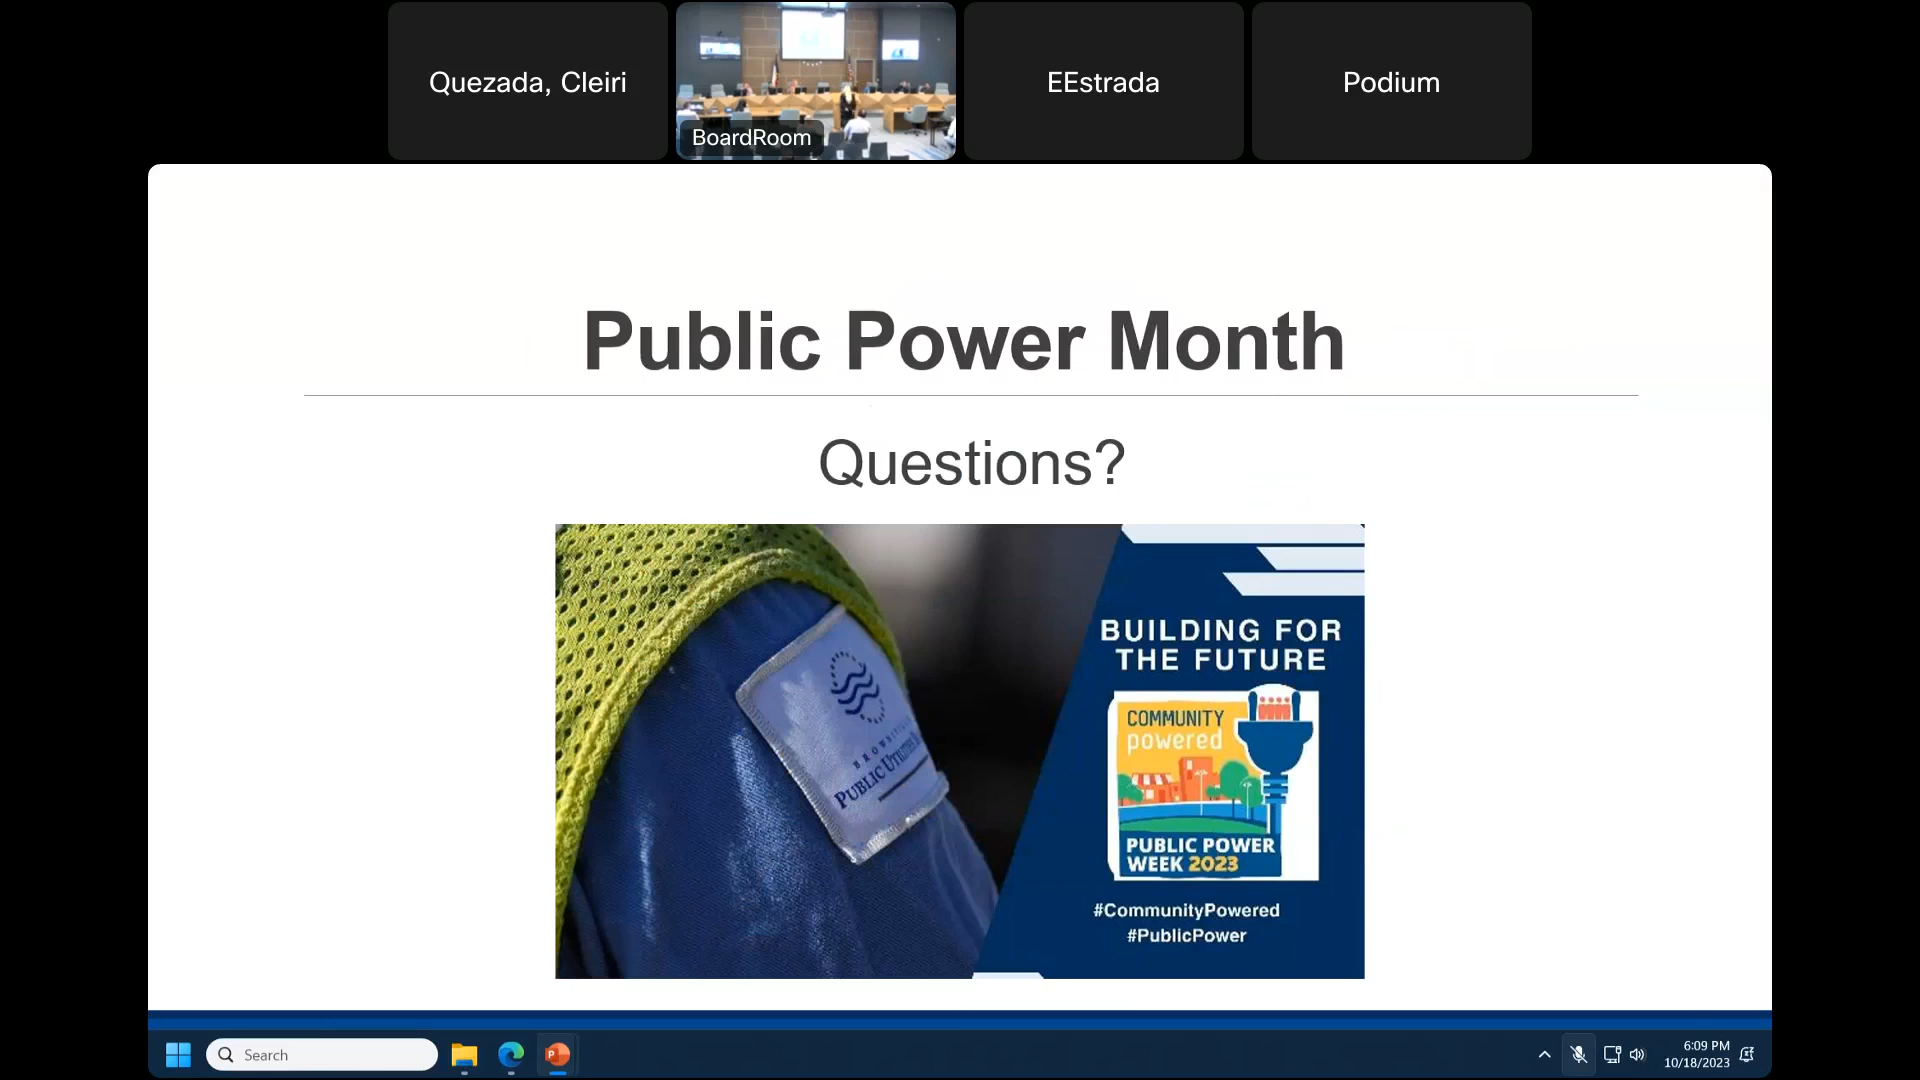 Quezada, Cleiri
BoardRoom
EEstrada
Podium
Public Power Month
Questions?
BUILDING FOR
THE FUTURE
COMMUNITY
powered
PUBLIC POWER
WEEK 2023
#CommunityPowered
#PublicPower
PUBLIC UTILITIES
Search
6:09 PM
10/18/2023